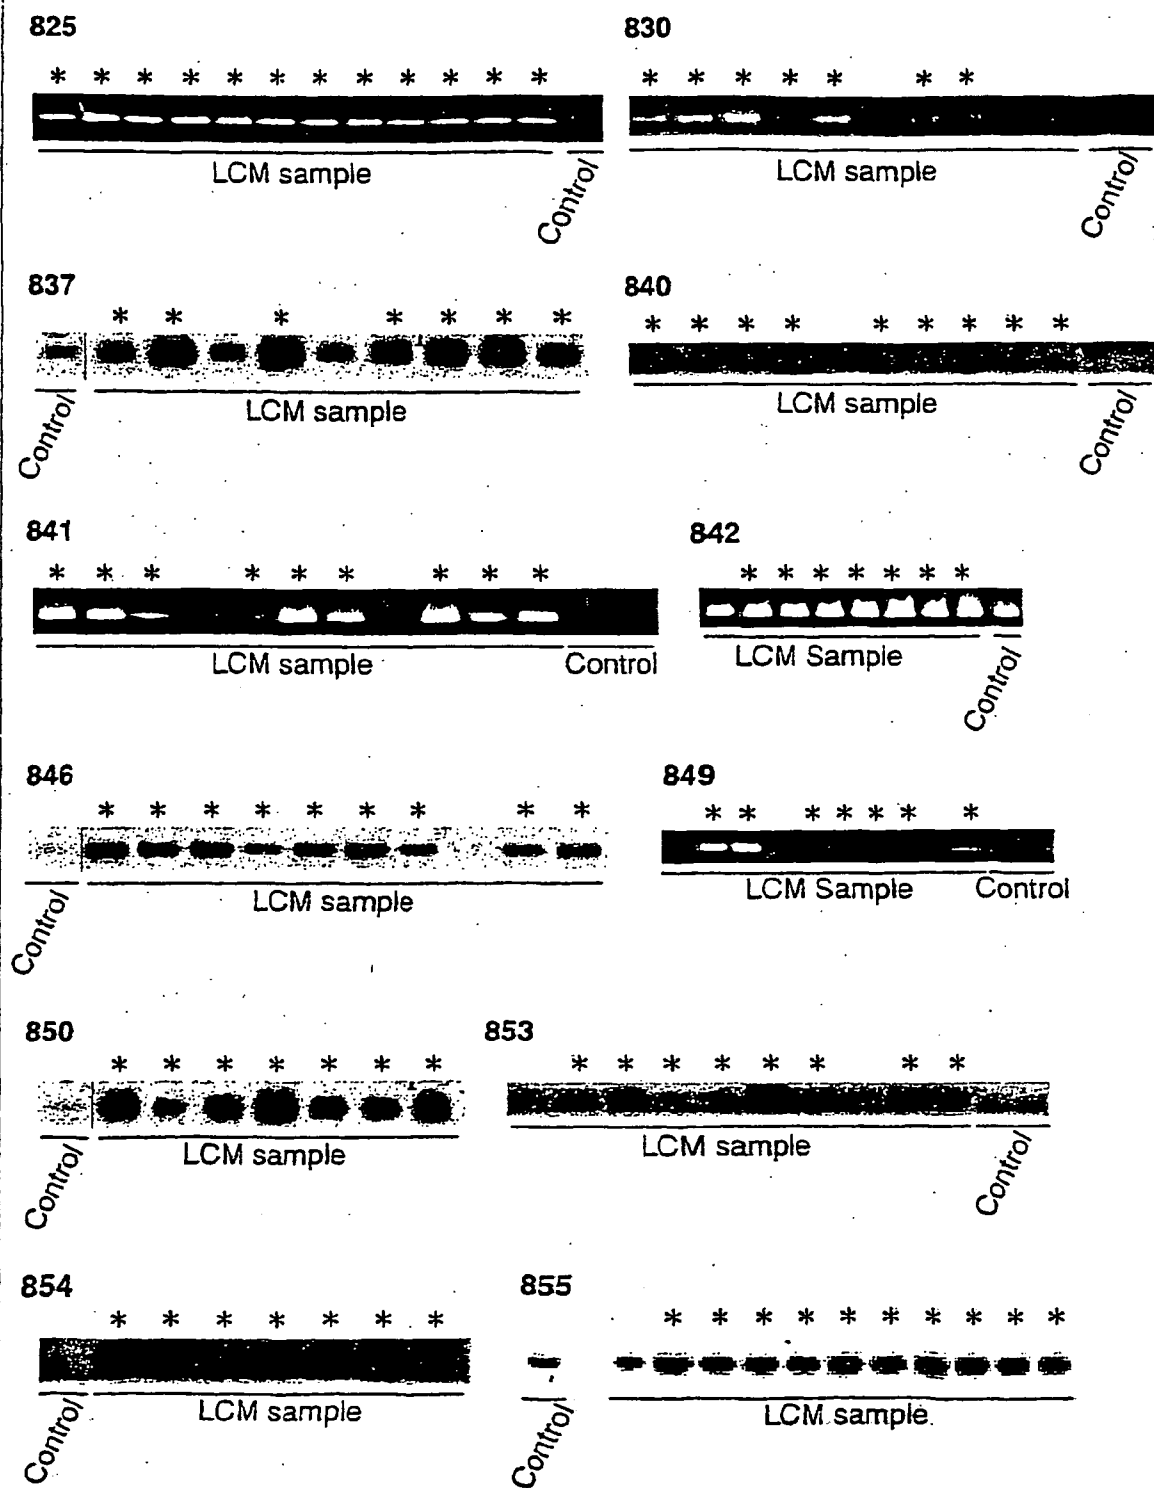 825
* * * * * * * * * * * *
LCM sample
Control
830
* * * * * * *
LCM sample
Control
837
* * * * * * *
Control
LCM sample
840
* * * * * * * * *
LCM sample
Control
841
* * * * * * * * *
LCM sample
Control
842
* * * * * * *
LCM Sample
Control
846
* * * * * * * * *
Control
LCM sample
849
* * * * * * *
LCM Sample
Control
850
* * * * * * *
Control
LCM sample
853
* * * * * * * *
LCM sample
Control
854
* * * * * * *
Control
LCM sample
855
* * * * * * * * * *
Control
LCM sample